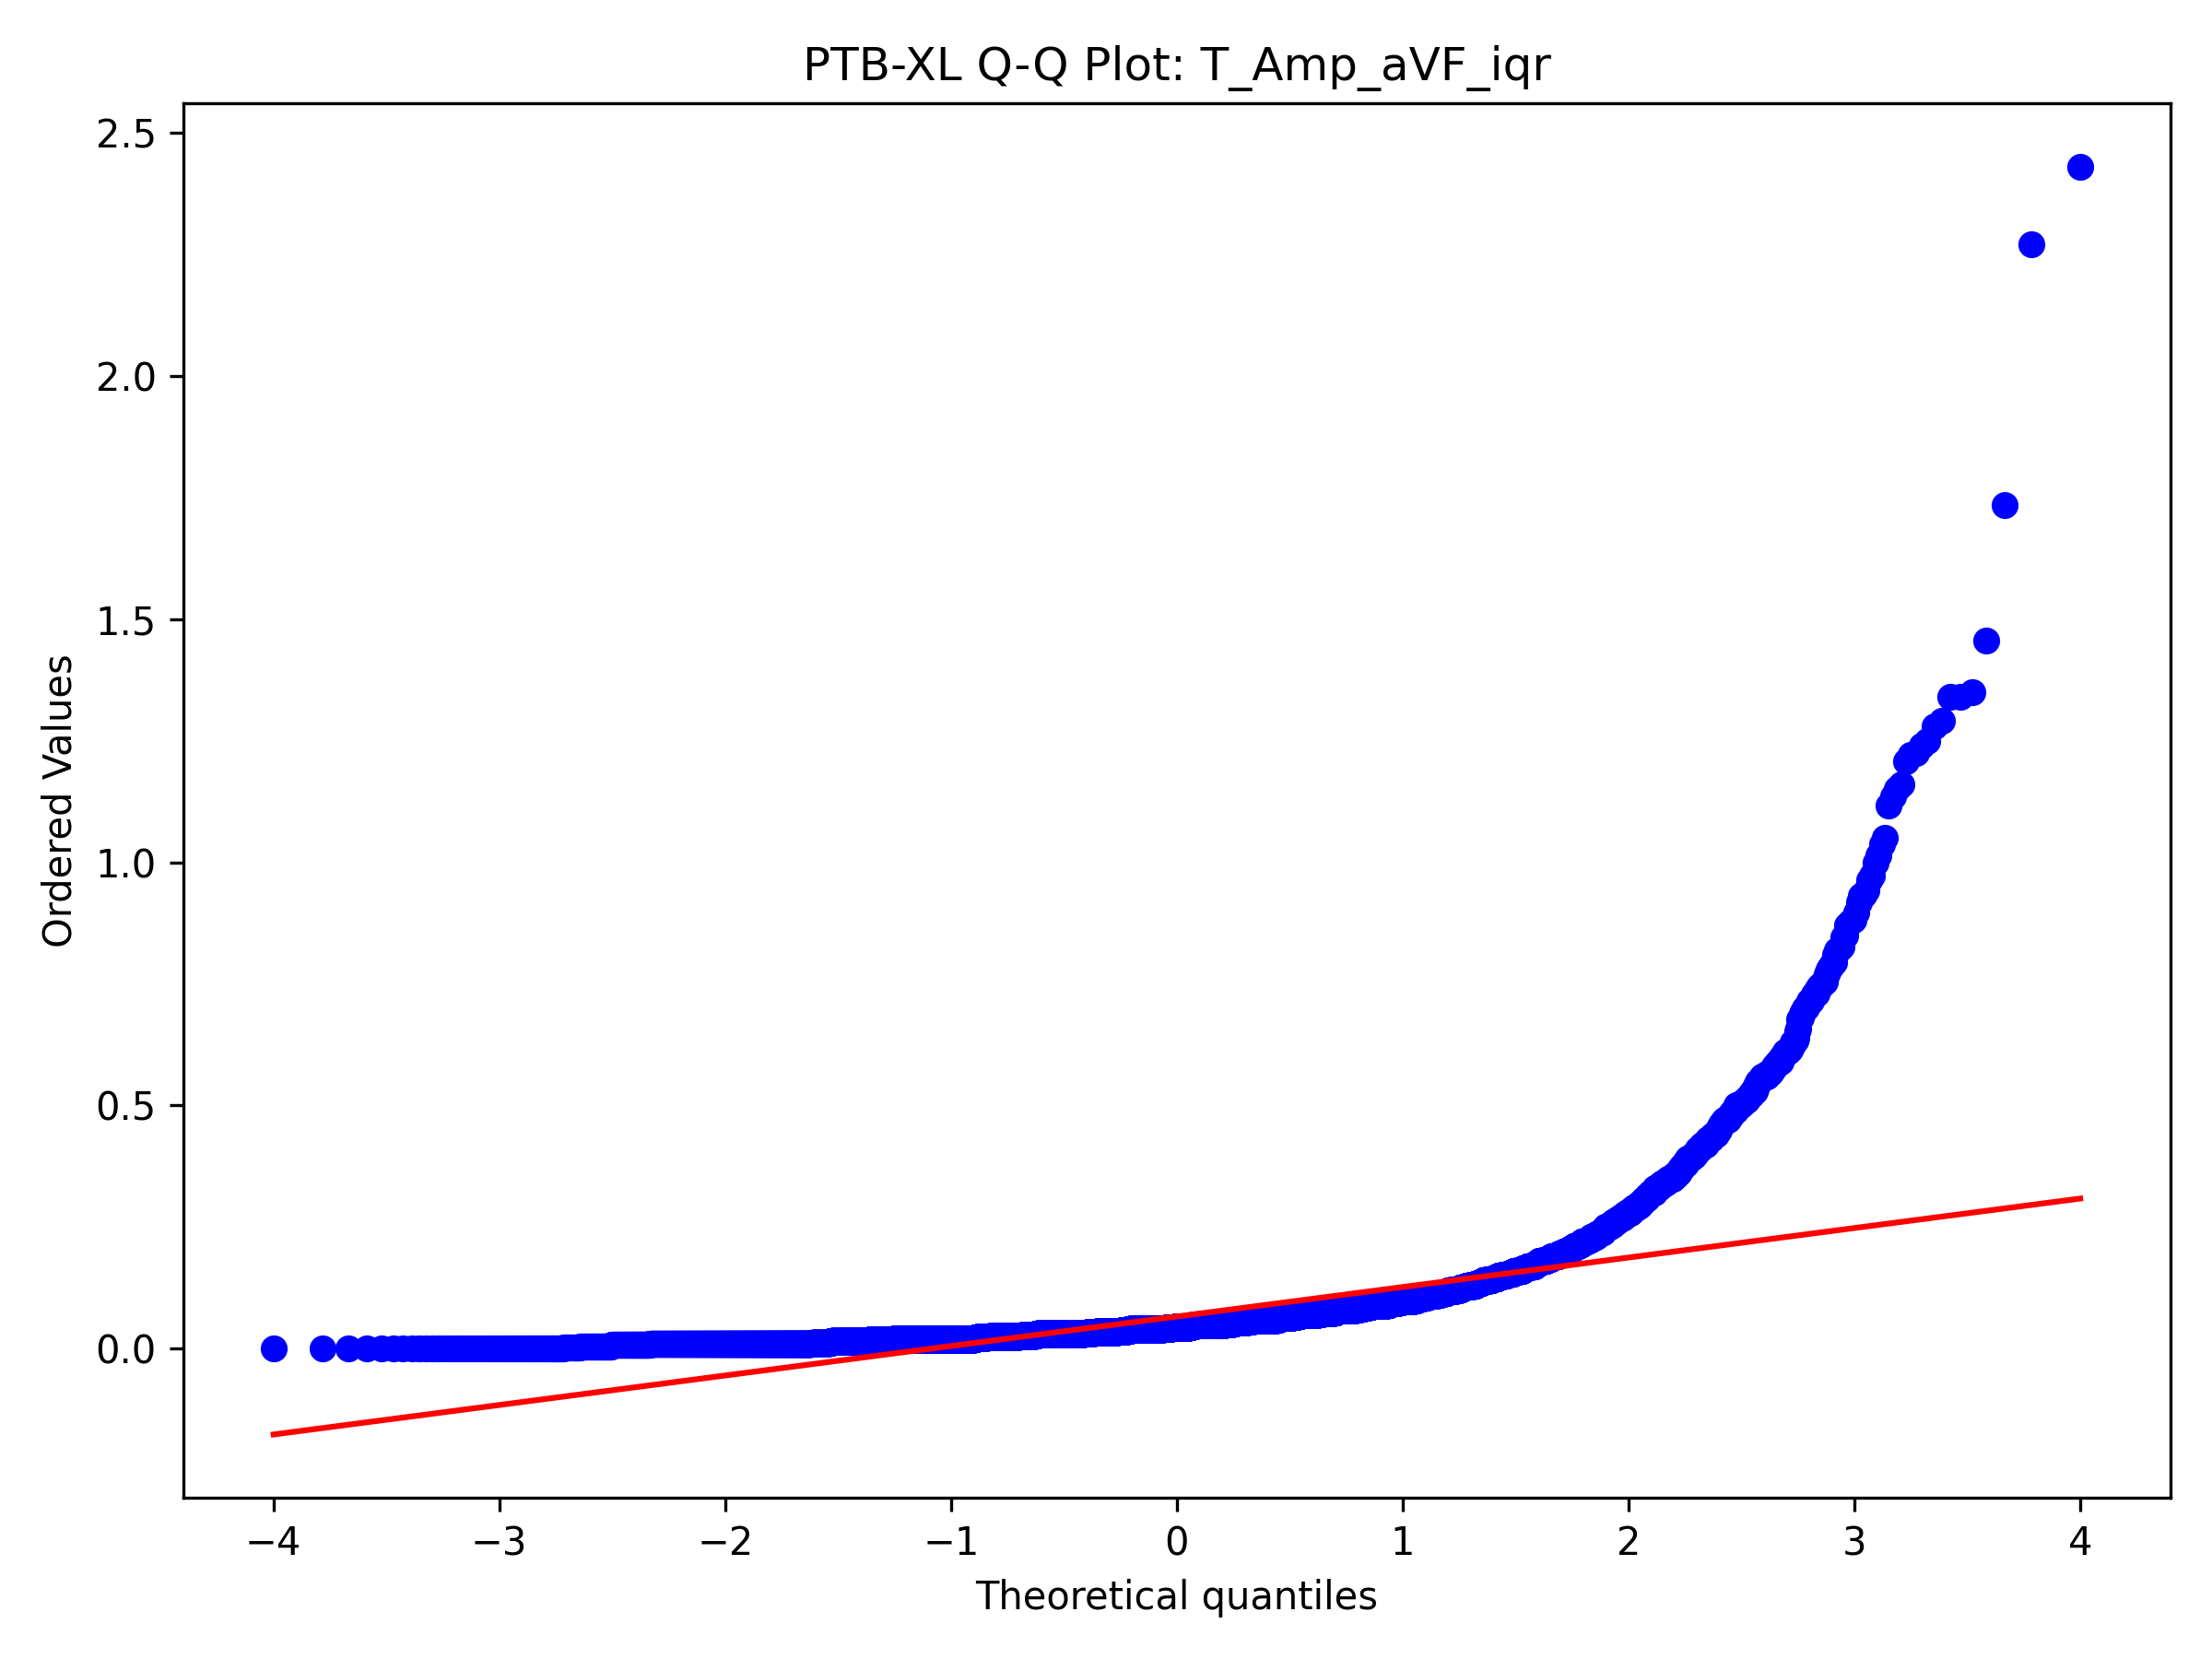 PTB-XL Q-Q Plot: T_Amp_aVF_iqr
2.5
2.0
1.5
1.0
0.5
0.0
Ordered Values
−4 −3 −2 −1 0 1 2 3 4
Theoretical quantiles